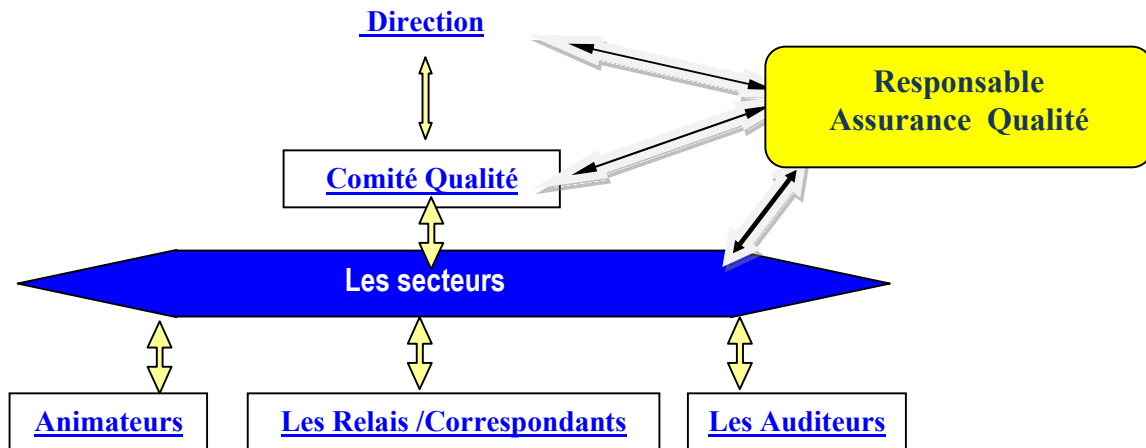 Direction
Responsable
Assurance Qualité
Comité Qualité
Les secteurs
Animateurs
Les Relais /Correspondants
Les Auditeurs